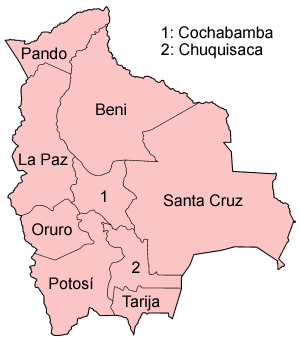 1: Cochabamba
2: Chuquisaca
Pando
Beni
La Paz
1
Santa Cruz
Oruro
2
Potosí
Tarija